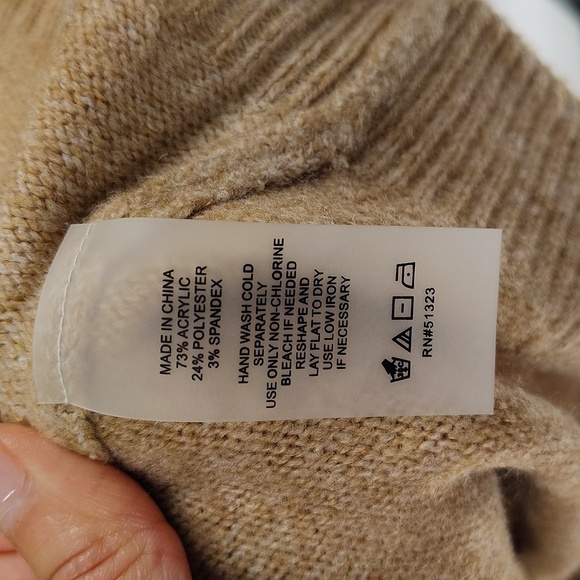 MADE IN CHINA
73% ACRYLIC
24% POLYESTER
3% SPANDEX
HAND WASH COLD
SEPARATELY
USE ONLY NON-CHLORINE
BLEACH IF NEEDED
RESHAPE AND
LAY FLAT TO DRY
USE LOW IRON
IF NECESSARY
RN#51323